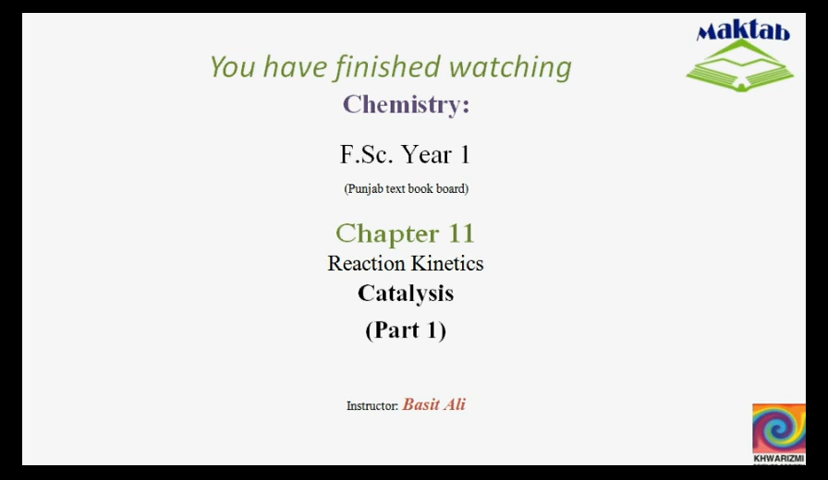 Maktab
You have finished watching
Chemistry:
F.Sc. Year 1
(Punjab text book board)
Chapter 11
Reaction Kinetics
Catalysis
(Part 1)
Instructor: Basit Ali
KHWARIZMI